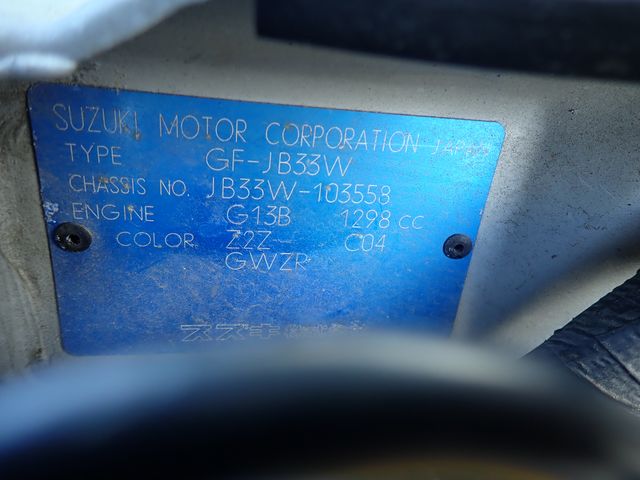 SUZUKI MOTOR CORPORATION JAPAN
TYPE GF-JB33W
CHASSIS NO. JB33W-103558
ENGINE G13B 1298 cc
COLOR Z2Z C04
GWZR